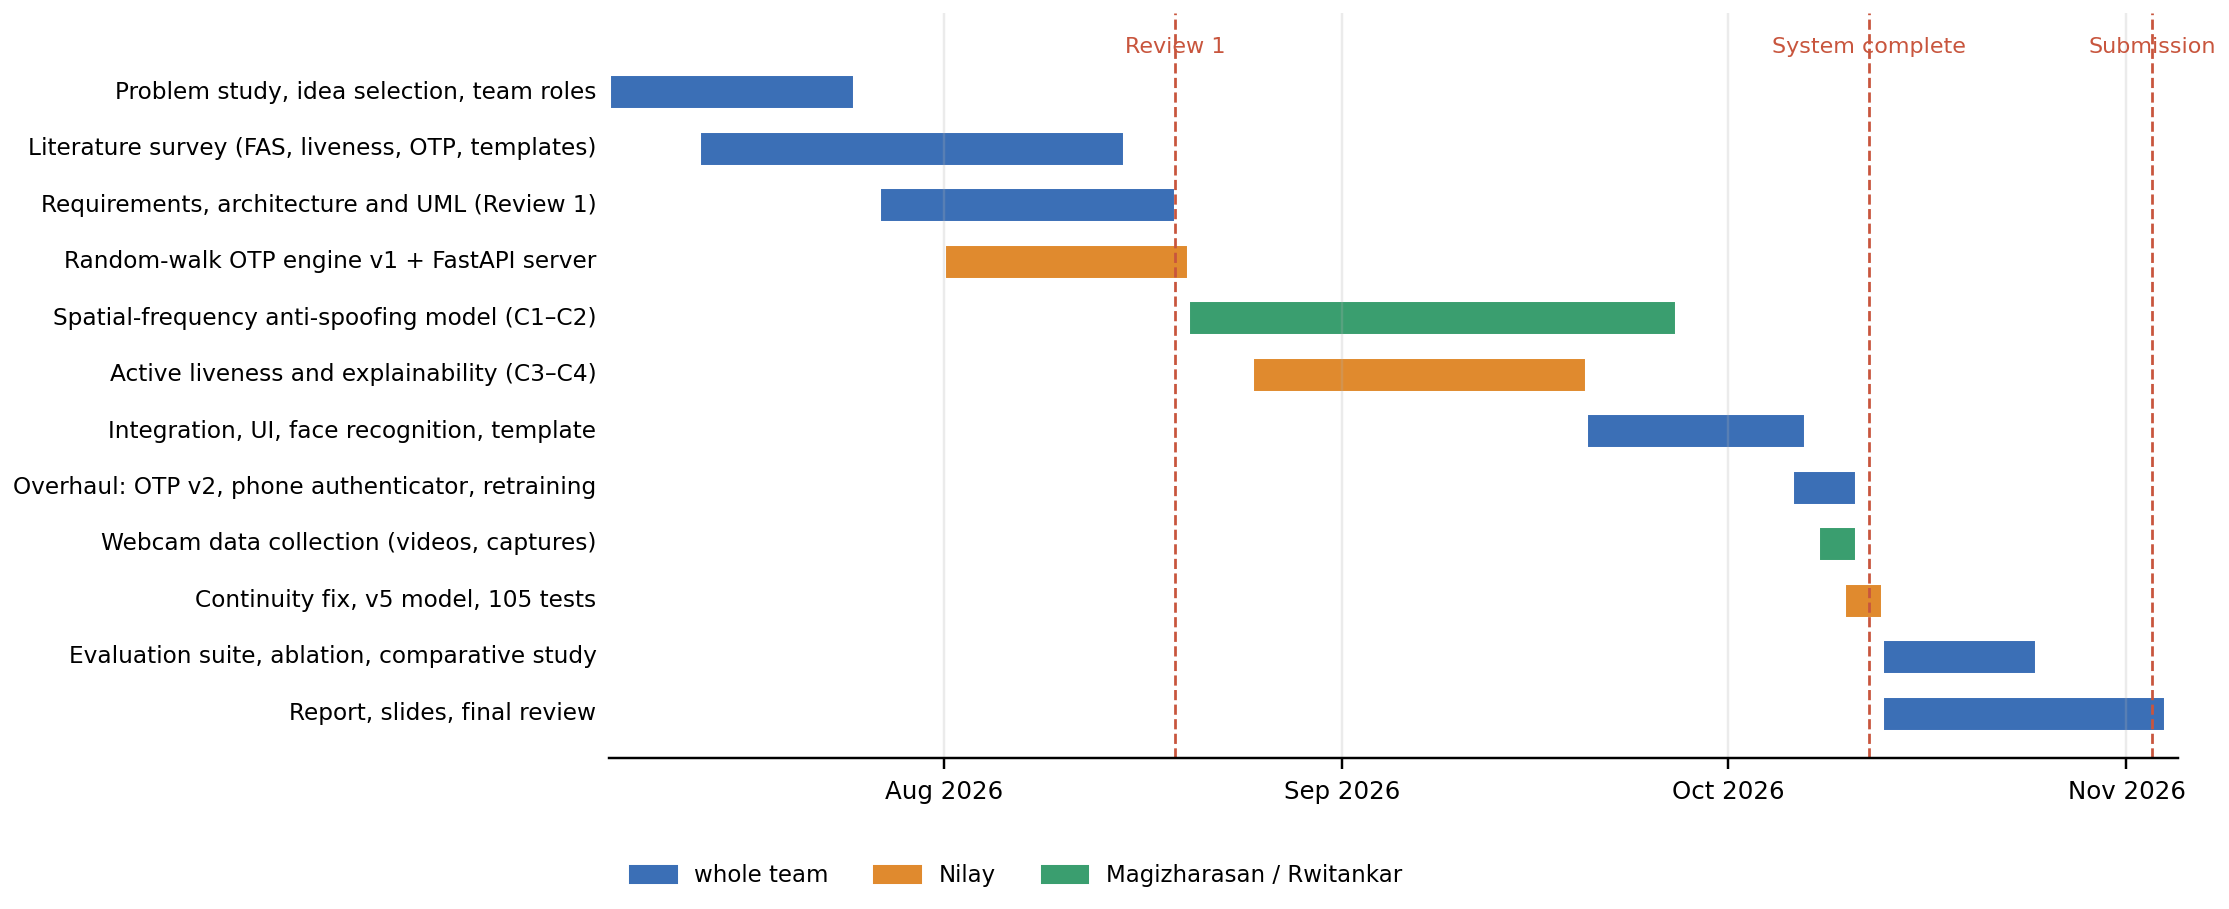 Review 1
System complete
Submission
Problem study, idea selection, team roles
Literature survey (FAS, liveness, OTP, templates)
Requirements, architecture and UML (Review 1)
Random-walk OTP engine v1 + FastAPI server
Spatial-frequency anti-spoofing model (C1–C2)
Active liveness and explainability (C3–C4)
Integration, UI, face recognition, template
Overhaul: OTP v2, phone authenticator, retraining
Webcam data collection (videos, captures)
Continuity fix, v5 model, 105 tests
Evaluation suite, ablation, comparative study
Report, slides, final review
Aug 2026
Sep 2026
Oct 2026
Nov 2026
whole team
Nilay
Magizharasan / Rwitankar